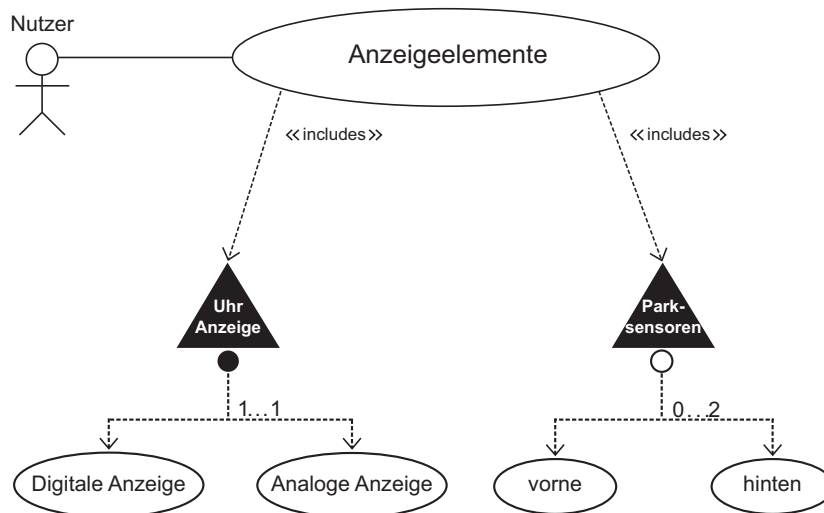 Nutzer
Anzeigeelemente
«includes»
«includes»
Uhr
Anzeige
Park-
sensoren
1...1
0...2
Digitale Anzeige
Analoge Anzeige
vorne
hinten